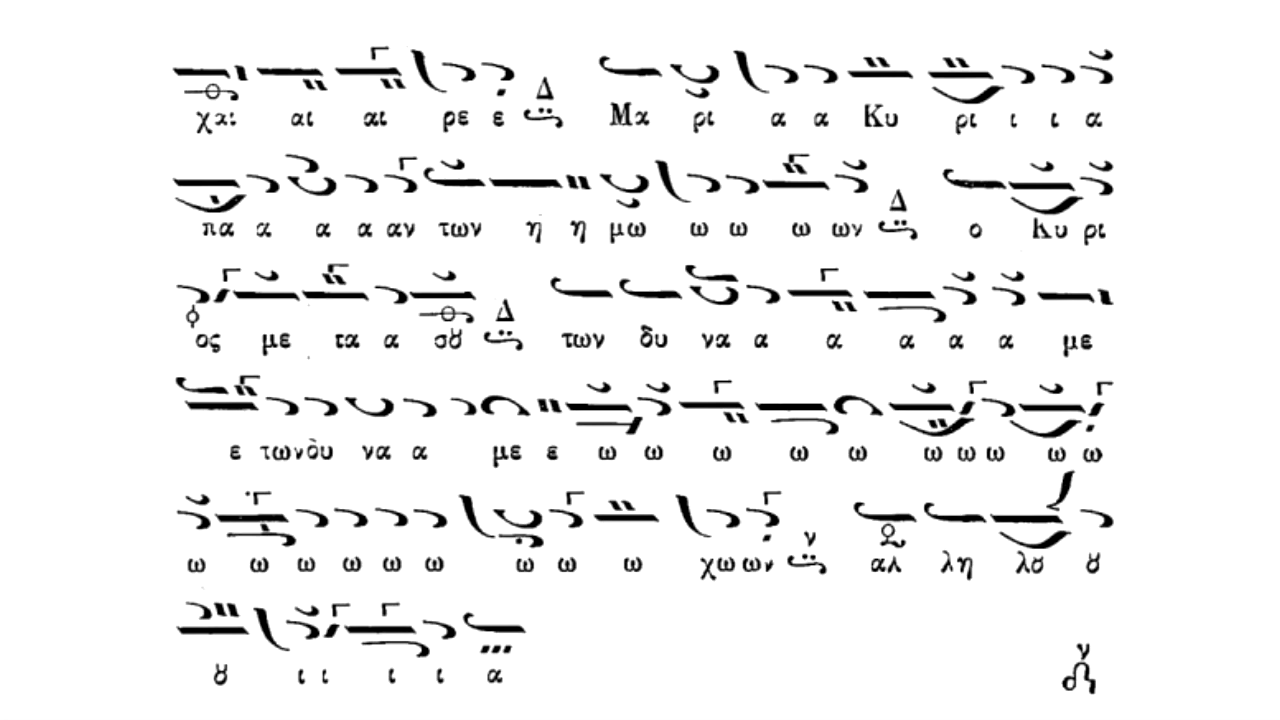 χαι αι αι ρε ε Δ Μα ρι α α Κυ ρι ι ι α
πα α α α αν των η η μω ω ω ω ων Δ ο Κυ ρι
ος με τα α σȣ Δ των δυ να α α α α α με
ε των δυ να α με ε ω ω ω ω ω ω ω ω ω ω
ω ω ω ω ω ω ω ω ω χω ων ν αλ λη λȣ ȣ
ȣ ι ι ι ι α ν